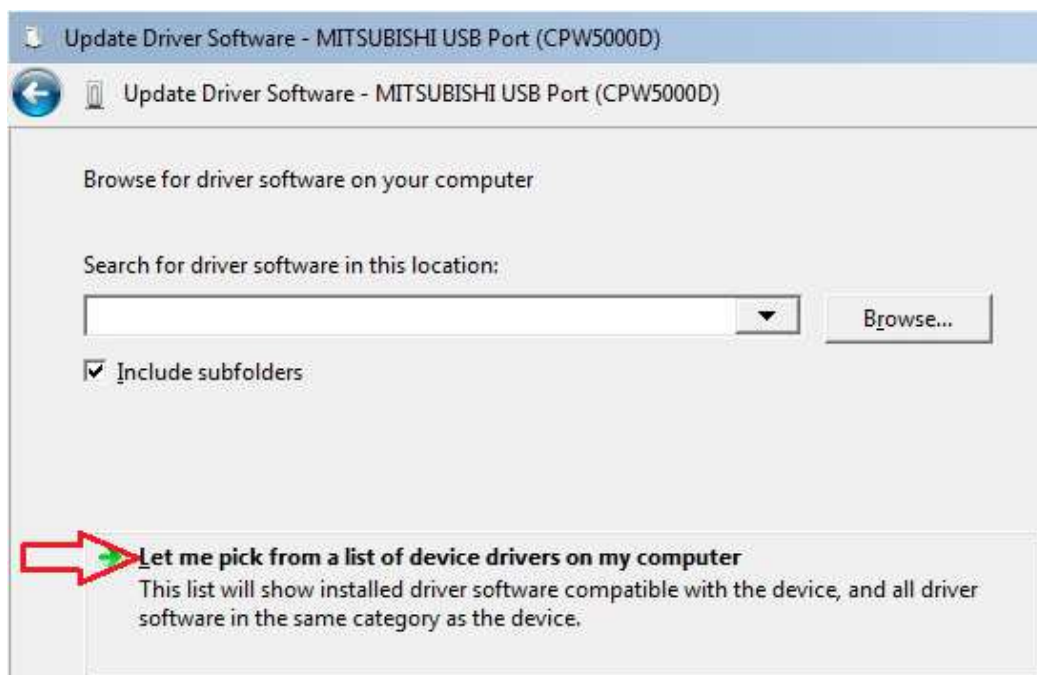 Update Driver Software - MITSUBISHI USB Port (CPW5000D)
Update Driver Software - MITSUBISHI USB Port (CPW5000D)
Browse for driver software on your computer
Search for driver software in this location:
Browse...
Include subfolders
Let me pick from a list of device drivers on my computer
This list will show installed driver software compatible with the device, and all driver
software in the same category as the device.